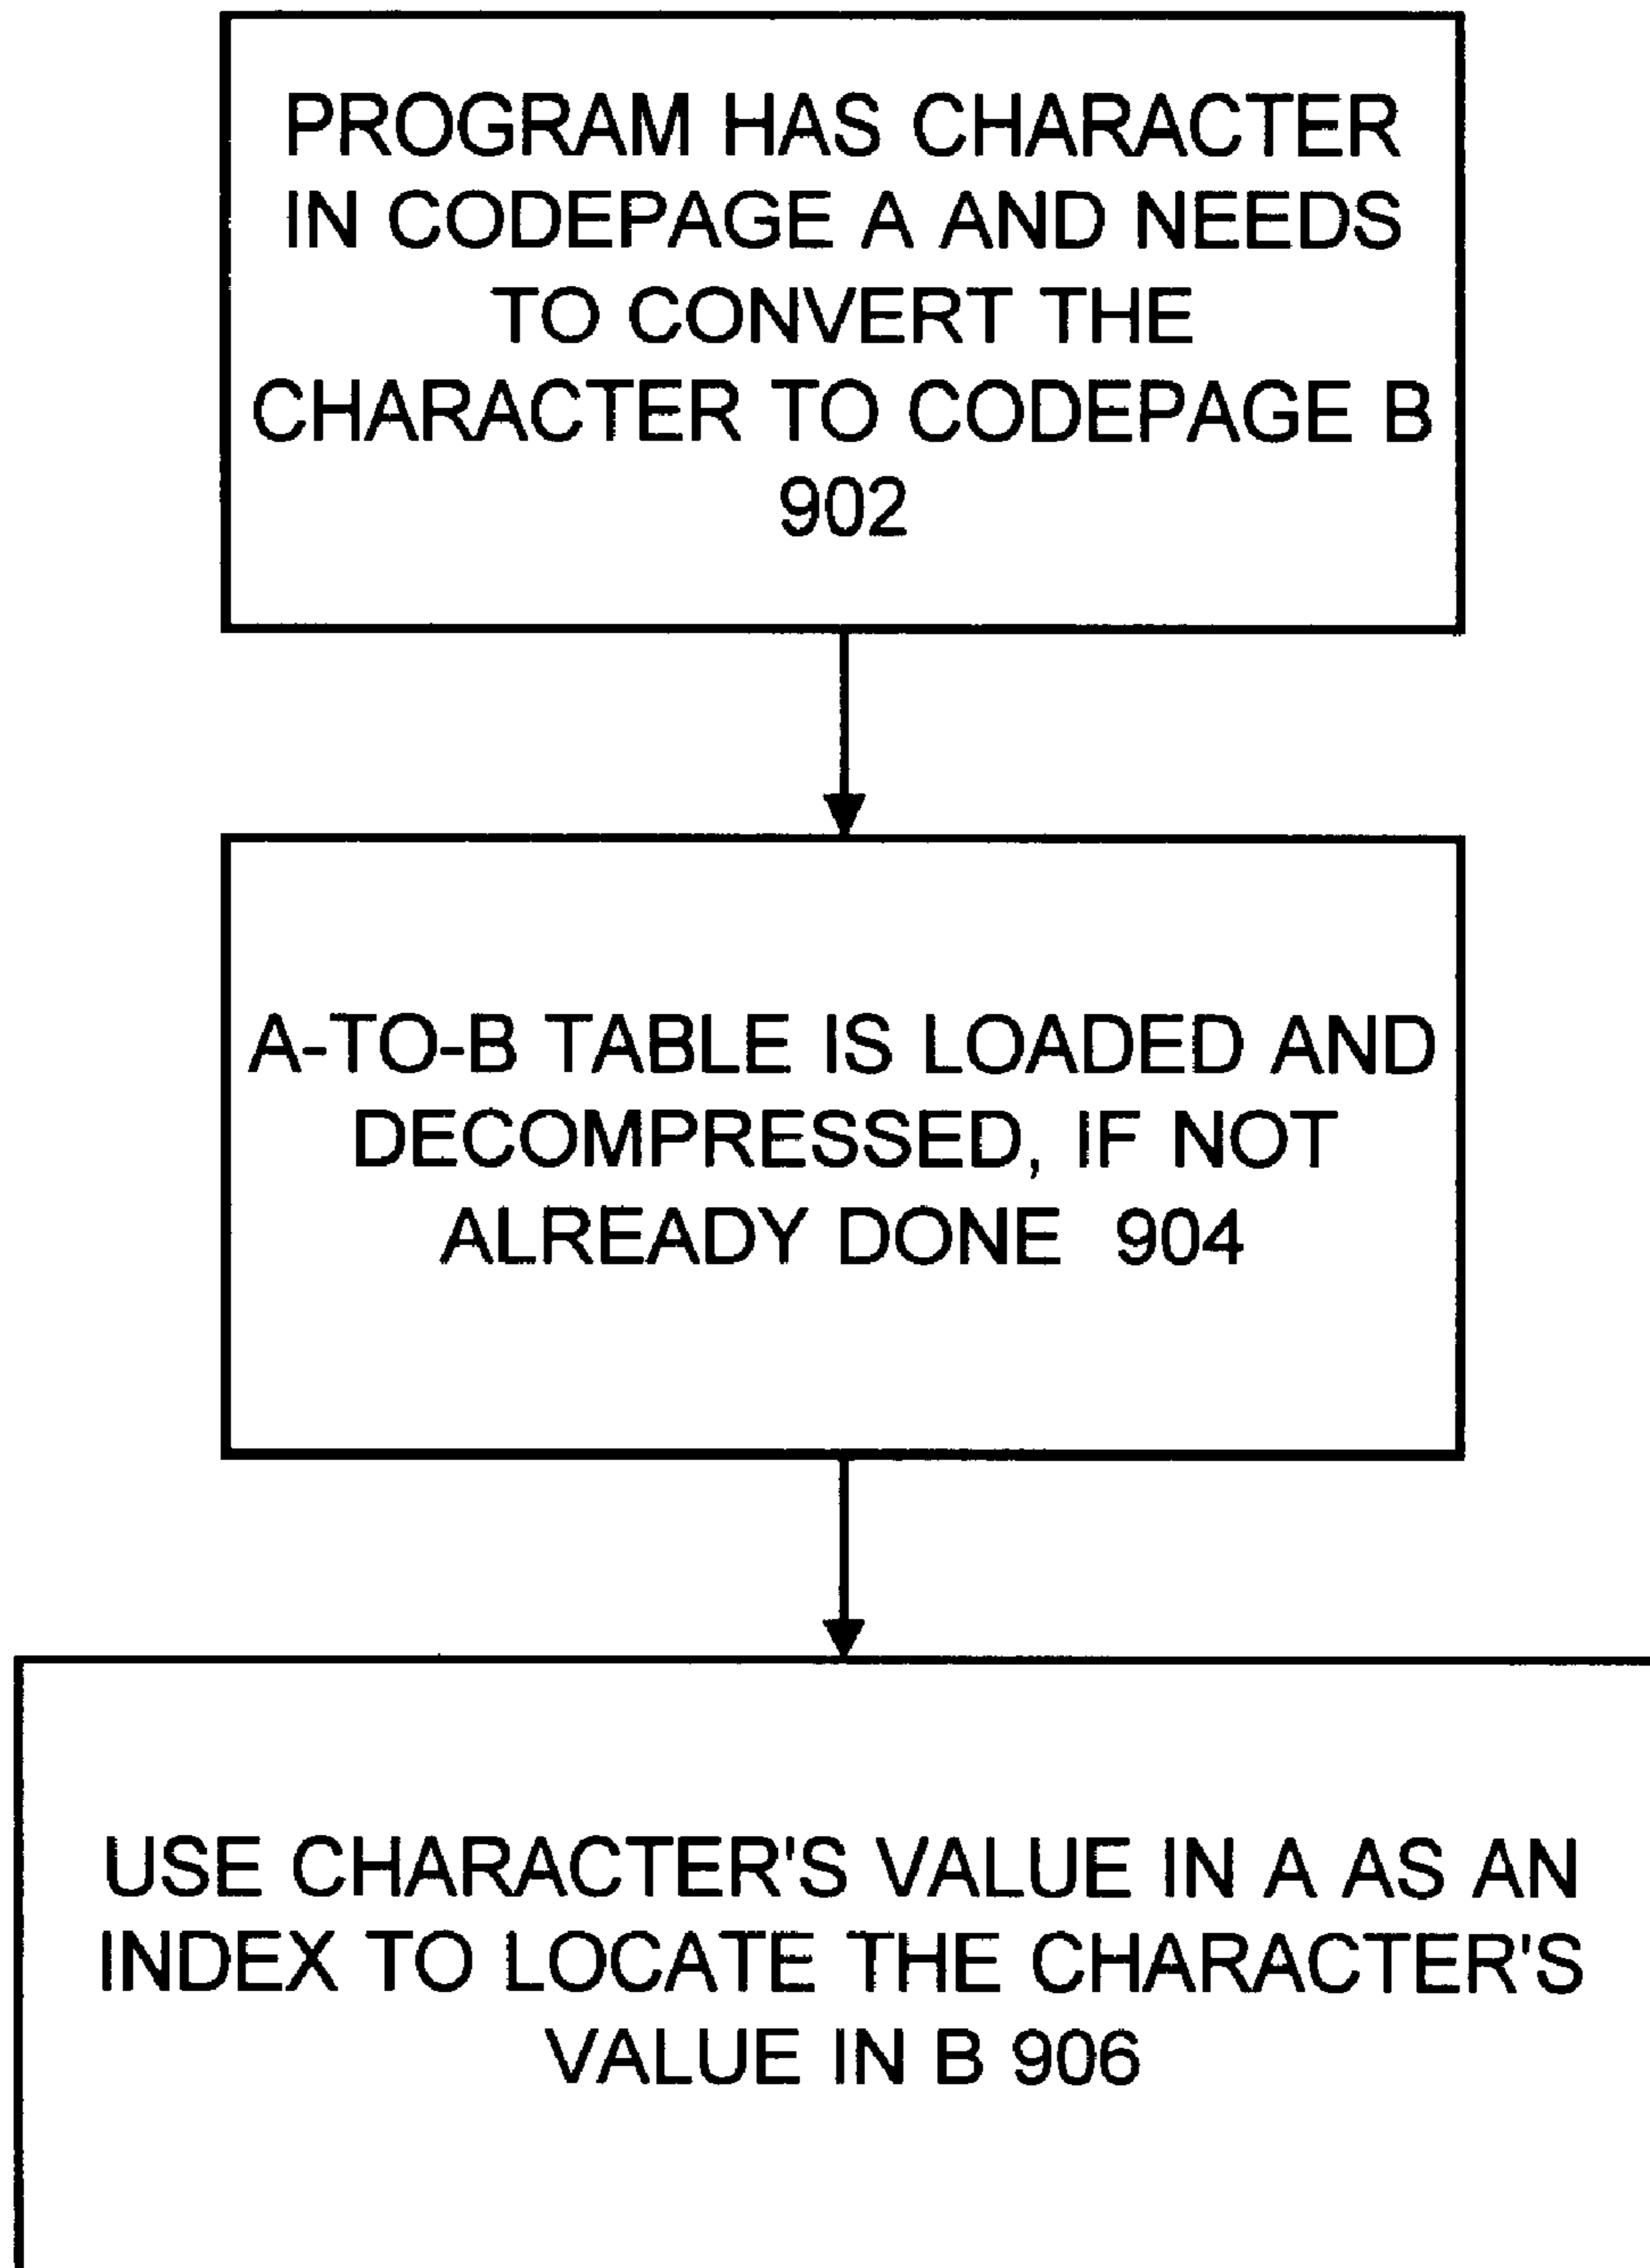 PROGRAM HAS CHARACTER
IN CODEPAGE A AND NEEDS
TO CONVERT THE
CHARACTER TO CODEPAGE B
902
A-TO-B TABLE IS LOADED AND
DECOMPRESSED, IF NOT
ALREADY DONE 904
USE CHARACTER'S VALUE IN A AS AN
INDEX TO LOCATE THE CHARACTER'S
VALUE IN B 906